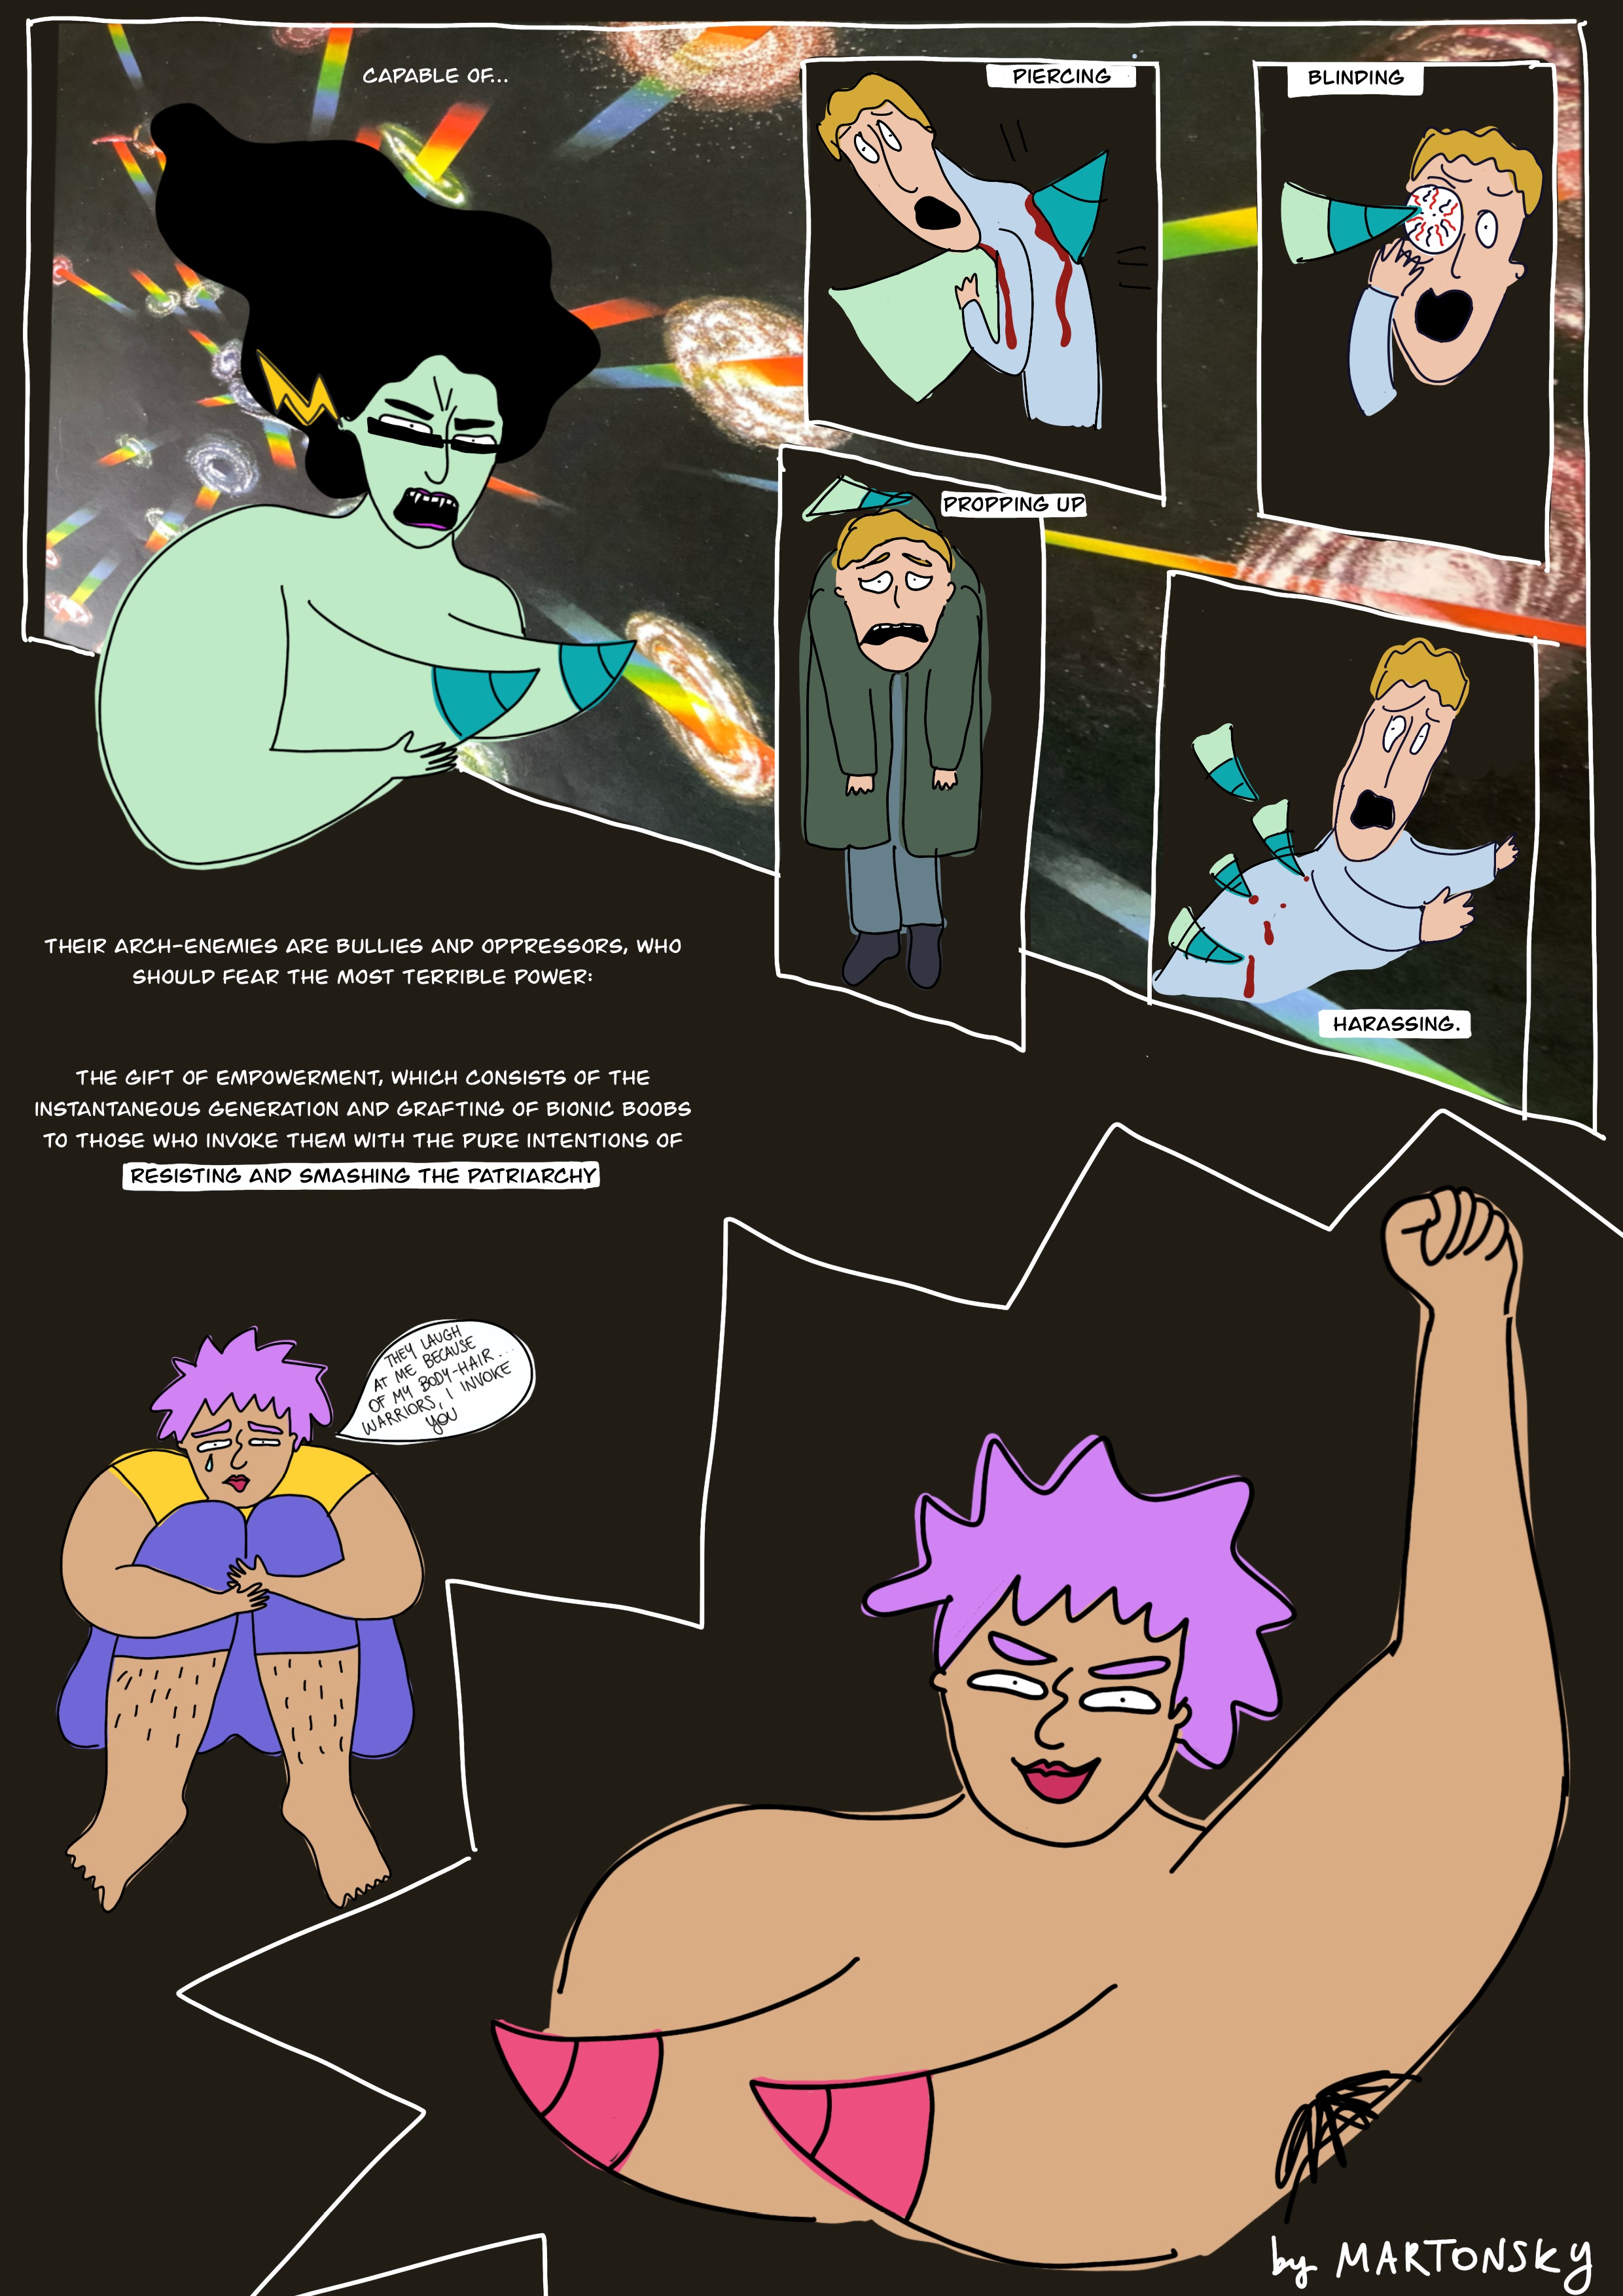 CAPABLE OF...
PIERCING
BLINDING
PROPPING UP
HARASSING.
THEIR ARCH-ENEMIES ARE BULLIES AND OPPRESSORS, WHO
SHOULD FEAR THE MOST TERRIBLE POWER:
THE GIFT OF EMPOWERMENT, WHICH CONSISTS OF THE
INSTANTANEOUS GENERATION AND GRAFTING OF BIONIC BOOBS
TO THOSE WHO INVOKE THEM WITH THE PURE INTENTIONS OF
RESISTING AND SMASHING THE PATRIARCHY
THEY LAUGH
AT ME BECAUSE
OF MY BODY-HAIR...
WARRIORS, I INVOKE
YOU
by MARTONSKY